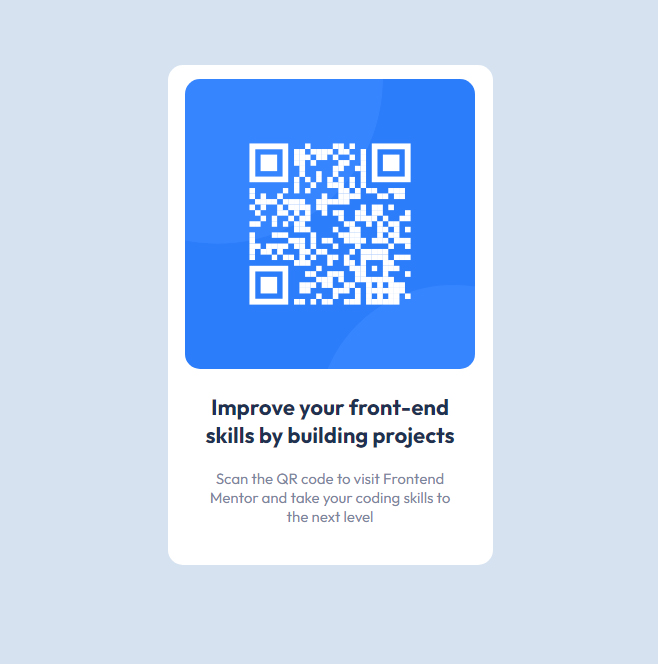 Improve your front-end
skills by building projects
Scan the QR code to visit Frontend
Mentor and take your coding skills to
the next level